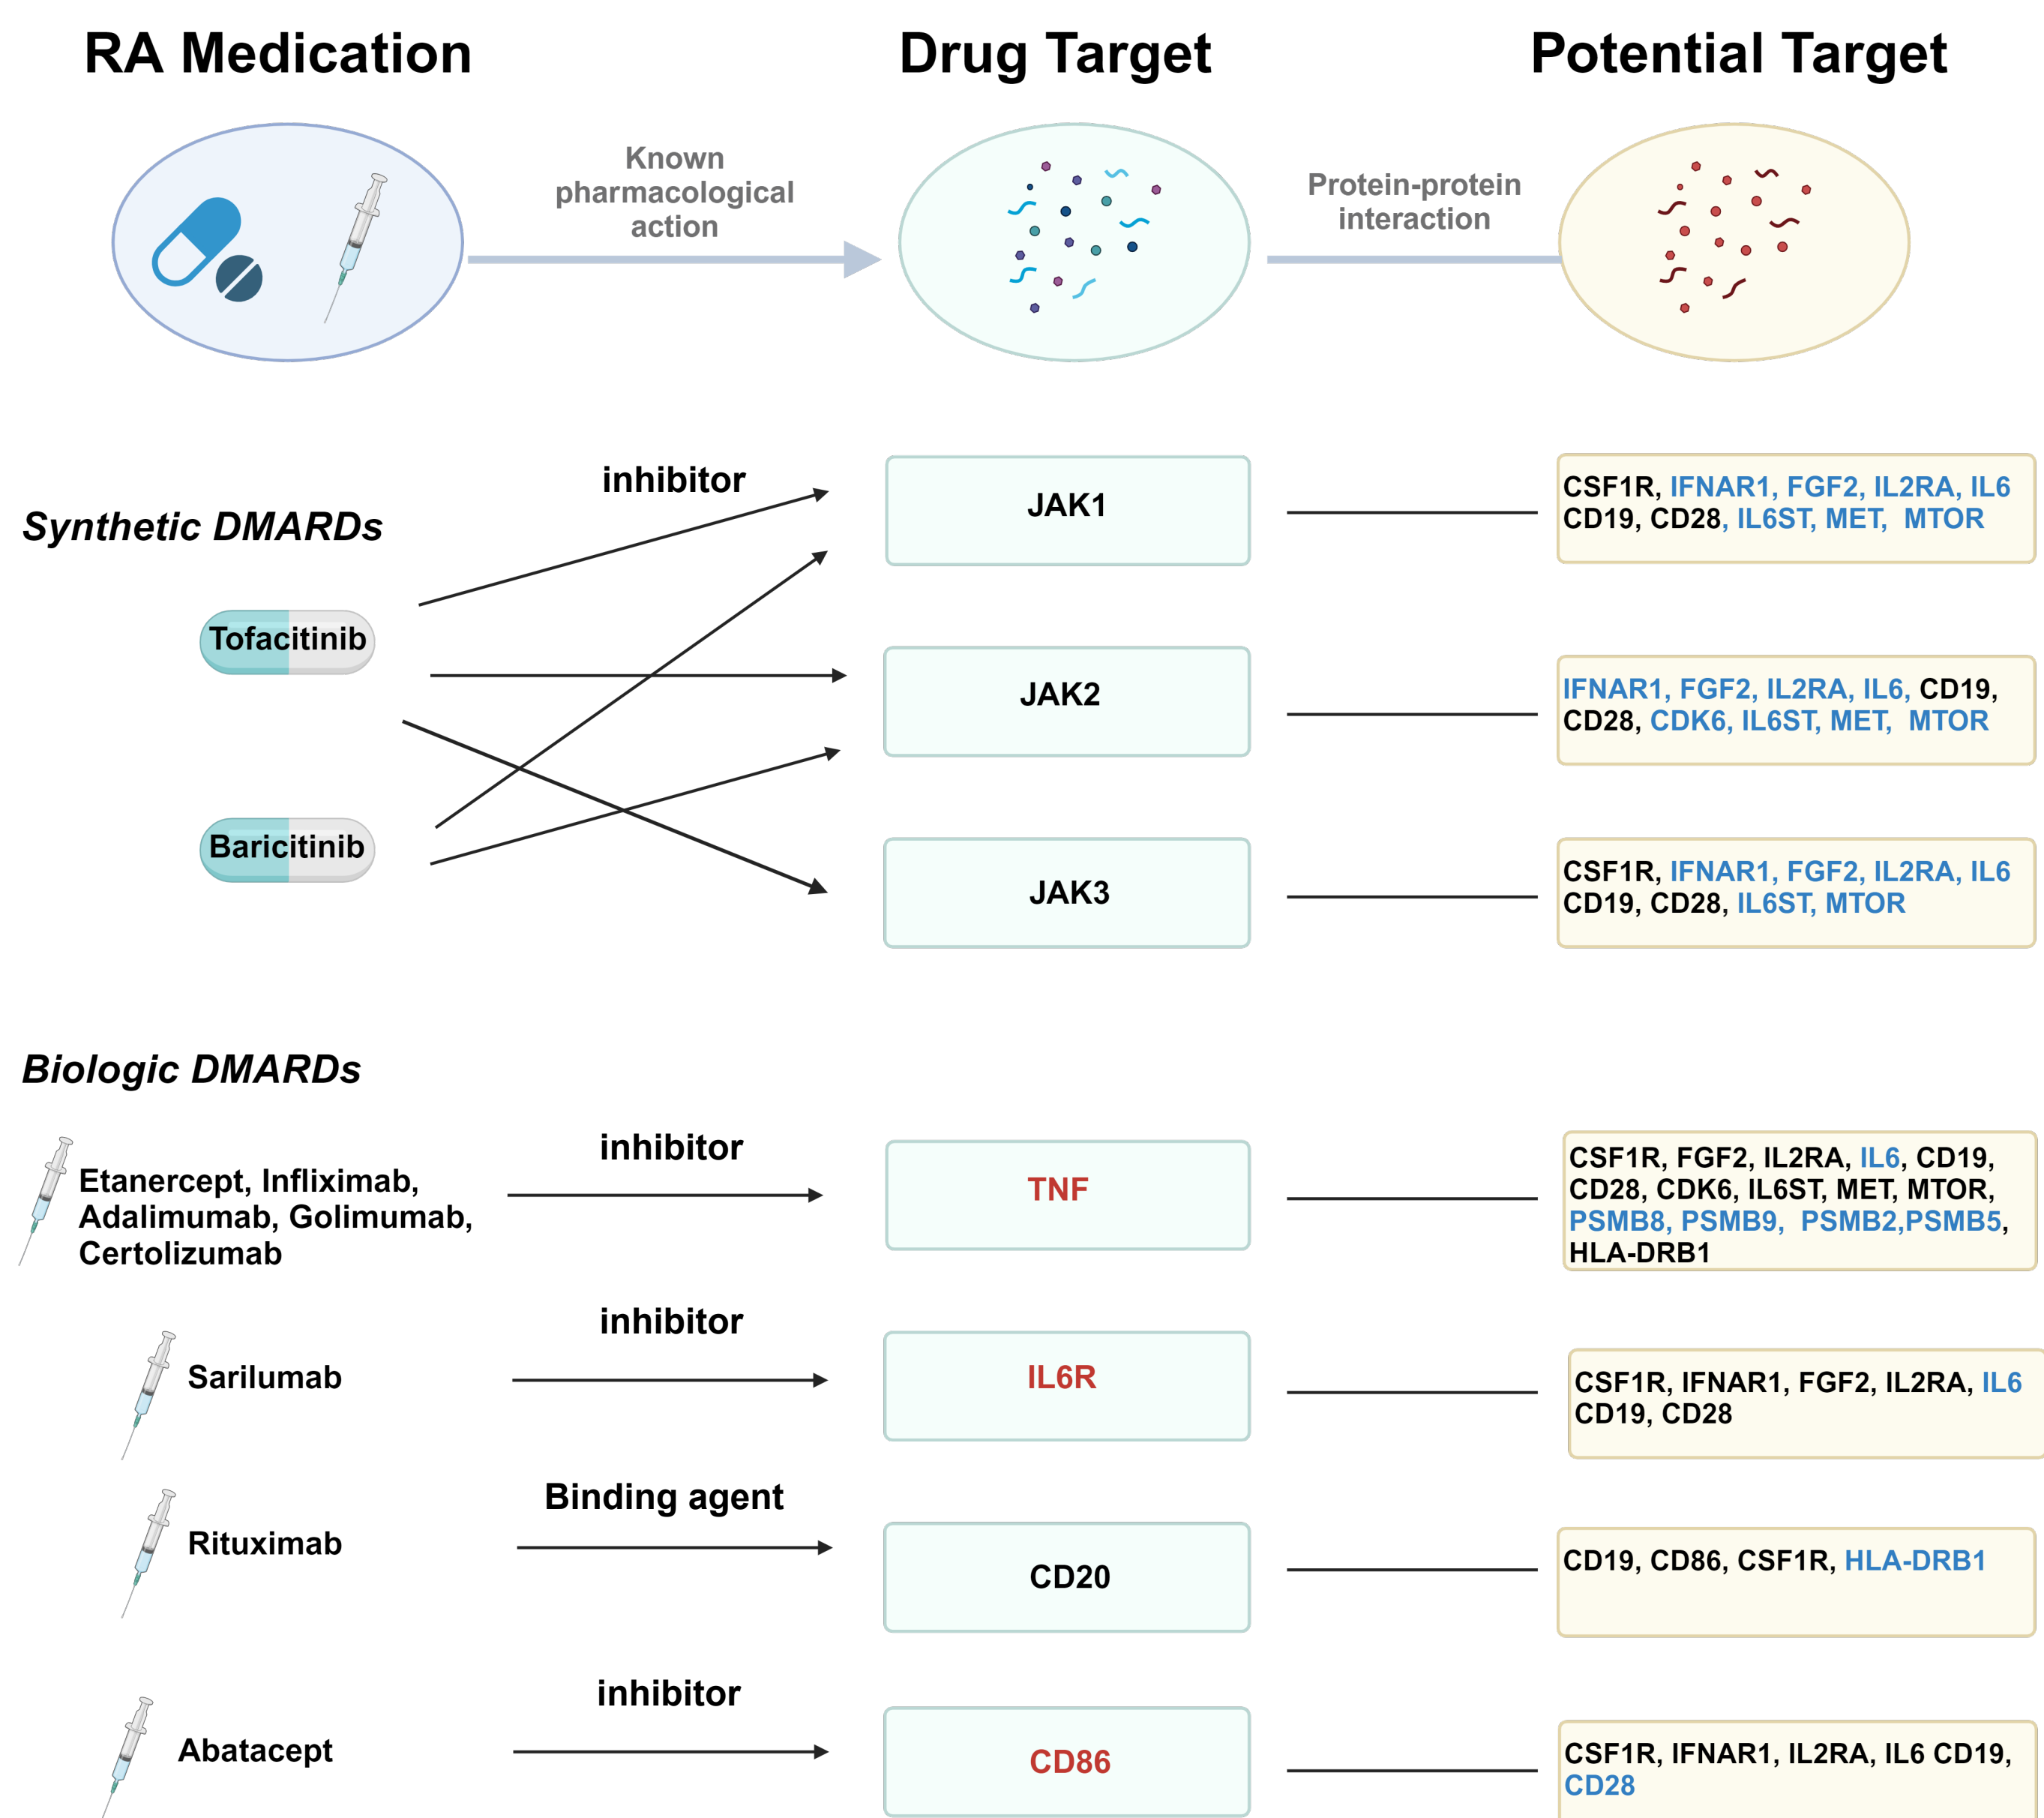 RA Medication
Drug Target
Potential Target
Known
pharmacological
action
Protein-protein
interaction
Synthetic DMARDs
inhibitor
Tofacitinib
Baricitinib
JAK1
CSF1R, IFNAR1, FGF2, IL2RA, IL6
CD19, CD28, IL6ST, MET, MTOR
JAK2
IFNAR1, FGF2, IL2RA, IL6, CD19,
CD28, CDK6, IL6ST, MET, MTOR
JAK3
CSF1R, IFNAR1, FGF2, IL2RA, IL6
CD19, CD28, IL6ST, MTOR
Biologic DMARDs
Etanercept, Infliximab,
Adalimumab, Golimumab,
Certolizumab
inhibitor
TNF
CSF1R, FGF2, IL2RA, IL6, CD19,
CD28, CDK6, IL6ST, MET, MTOR,
PSMB8, PSMB9, PSMB2,PSMB5,
HLA-DRB1
Sarilumab
inhibitor
IL6R
CSF1R, IFNAR1, FGF2, IL2RA, IL6
CD19, CD28
Rituximab
Binding agent
CD20
CD19, CD86, CSF1R, HLA-DRB1
Abatacept
inhibitor
CD86
CSF1R, IFNAR1, IL2RA, IL6 CD19,
CD28